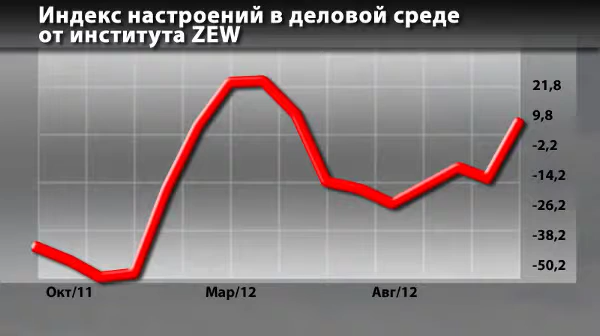 Индекс настроений в деловой среде
от института ZEW
21,8
9,8
-2,2
-14,2
-26,2
-38,2
-50,2
Окт/11 Мар/12 Авг/12